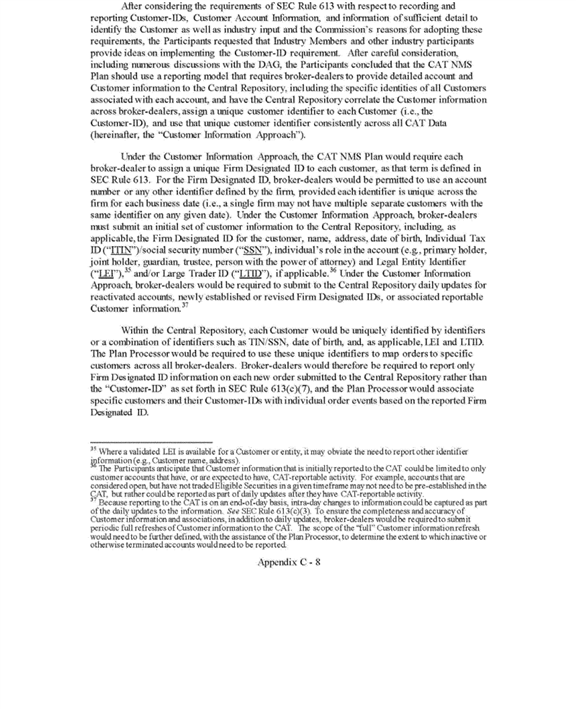 After considering the requirements of SEC Rule 613 with respect to recording and
reporting Customer-IDs, Customer Account Information, and information of sufficient detail to
identify the Customer as well as industry input and the Commission's reasons for adopting these
requirements, the Participants requested that Industry Members and other industry participants
provide ideas on implementing the Customer-ID requirement. After careful consideration,
including numerous discussions with the DAG, the Participants concluded that the CAT NMS
Plan should use a reporting model that requires broker-dealers to provide detailed account and
Customer information to the Central Repository, including the specific identities of all Customers
associated with each account, and have the Central Repository correlate the Customer information
across broker-dealers, assign a unique customer identifier to each Customer (i.e., the
Customer-ID), and use that unique customer identifier consistently across all CAT Data
(hereinafter, the "Customer Information Approach").
Under the Customer Information Approach, the CAT NMS Plan would require each
broker-dealer to assign a unique Firm Designated ID to each customer, as that term is defined in
SEC Rule 613. For the Firm Designated ID, broker-dealers would be permitted to use an account
number or any other identifier defined by the firm, provided each identifier is unique across the
firm for each business date (i.e., a single firm may not have multiple separate customers with the
same identifier on any given date). Under the Customer Information Approach, broker-dealers
must submit an initial set of customer information to the Central Repository, including, as
applicable, the Firm Designated ID for the customer, name, address, date of birth, Individual Tax
ID ("ITIN")/social security number ("SSN"), individual's role in the account (e.g., primary holder,
joint holder, guardian, trustee, person with the power of attorney) and Legal Entity Identifier
("LEI"),35 and/or Large Trader ID ("LTID"), if applicable.36 Under the Customer Information
Approach, broker-dealers would be required to submit to the Central Repository daily updates for
reactivated accounts, newly established or revised Firm Designated IDs, or associated reportable
Customer information.37
Within the Central Repository, each Customer would be uniquely identified by identifiers
or a combination of identifiers such as TIN/SSN, date of birth, and, as applicable, LEI and LTID.
The Plan Processor would be required to use these unique identifiers to map orders to specific
customers across all broker-dealers. Broker-dealers would therefore be required to report only
Firm Designated ID information on each new order submitted to the Central Repository rather than
the "Customer-ID" as set forth in SEC Rule 613(c)(7), and the Plan Processor would associate
specific customers and their Customer-IDs with individual order events based on the reported Firm
Designated ID.
35 Where a validated LEI is available for a Customer or entity, it may obviate the need to report other identifier
information (e.g., Customer name, address).
36 The Participants anticipate that Customer information that is initially reported to the CAT could be limited to only
customer accounts that have, or are expected to have, CAT-reportable activity. For example, accounts that are
considered open, but have not traded Eligible Securities in a given timeframe may not need to be pre-established in the
CAT, but rather could be reported as part of daily updates after they have CAT-reportable activity.
37 Because reporting to the CAT is on an end-of-day basis, intra-day changes to information could be captured as part
of the daily updates to the information. See SEC Rule 613(c)(3). To ensure the completeness and accuracy of
Customer information and associations, in addition to daily updates, broker-dealers would be required to submit
periodic full refreshes of Customer information to the CAT. The scope of the "full" Customer information refresh
would need to be further defined, with the assistance of the Plan Processor, to determine the extent to which inactive or
otherwise terminated accounts would need to be reported.
Appendix C - 8